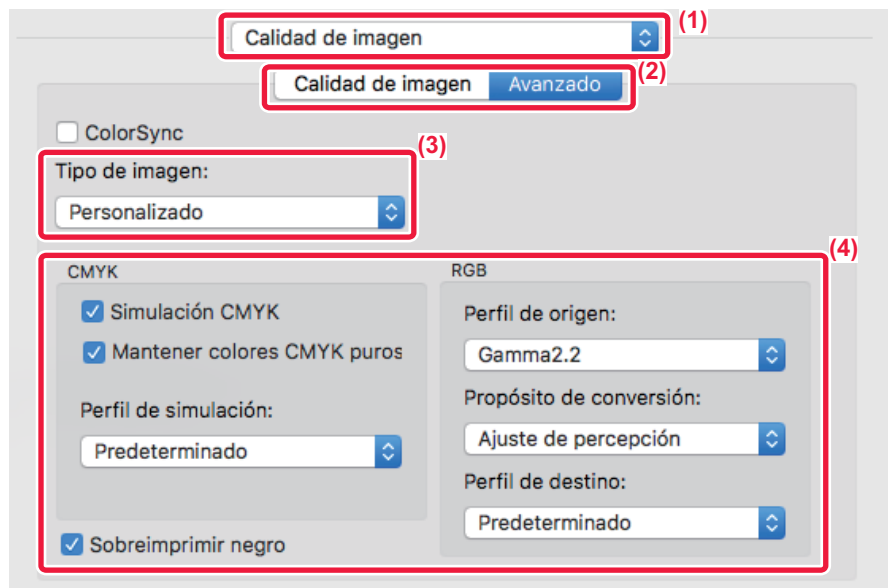 Calidad de imagen
(1)
Calidad de imagen Avanzado
(2)
ColorSync
Tipo de imagen:
(3)
Personalizado
(4)
CMYK
Simulación CMYK
Mantener colores CMYK puros
Perfil de simulación:
Predeterminado
Sobreimprimir negro
RGB
Perfil de origen:
Gamma2.2
Propósito de conversión:
Ajuste de percepción
Perfil de destino:
Predeterminado